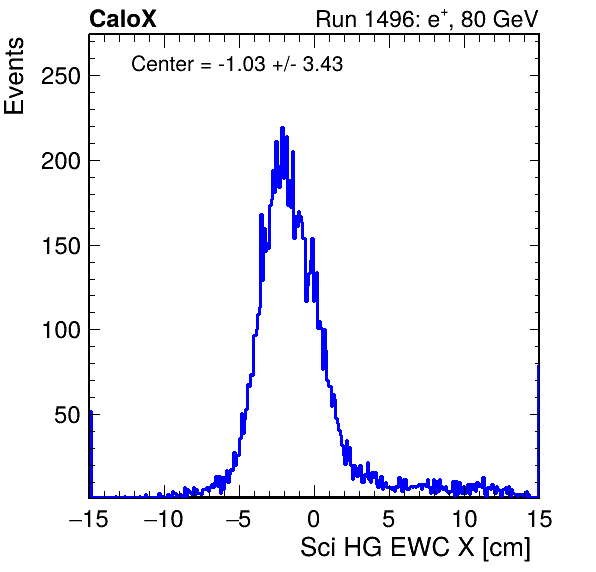 CaloX Run 1496: e⁺, 80 GeV
Center = -1.03 +/- 3.43
Events
250
200
150
100
50
−15 −10 −5 0 5 10 15
Sci HG EWC X [cm]